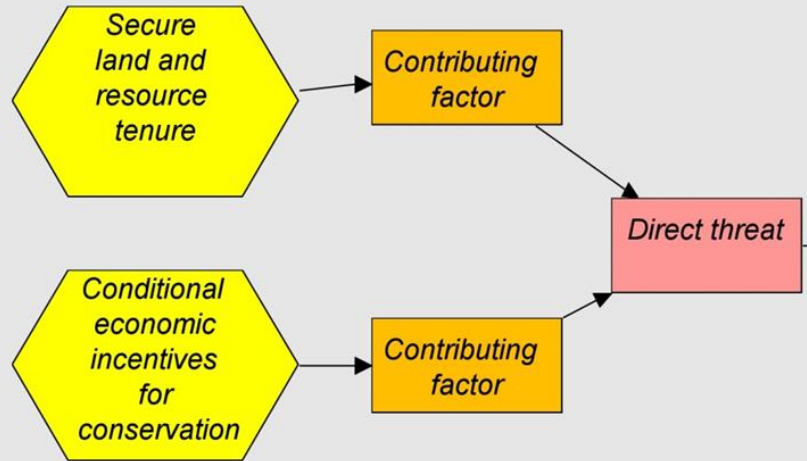 Secure
land and
resource
tenure
Contributing
factor
Direct threat
Conditional
economic
incentives
for
conservation
Contributing
factor